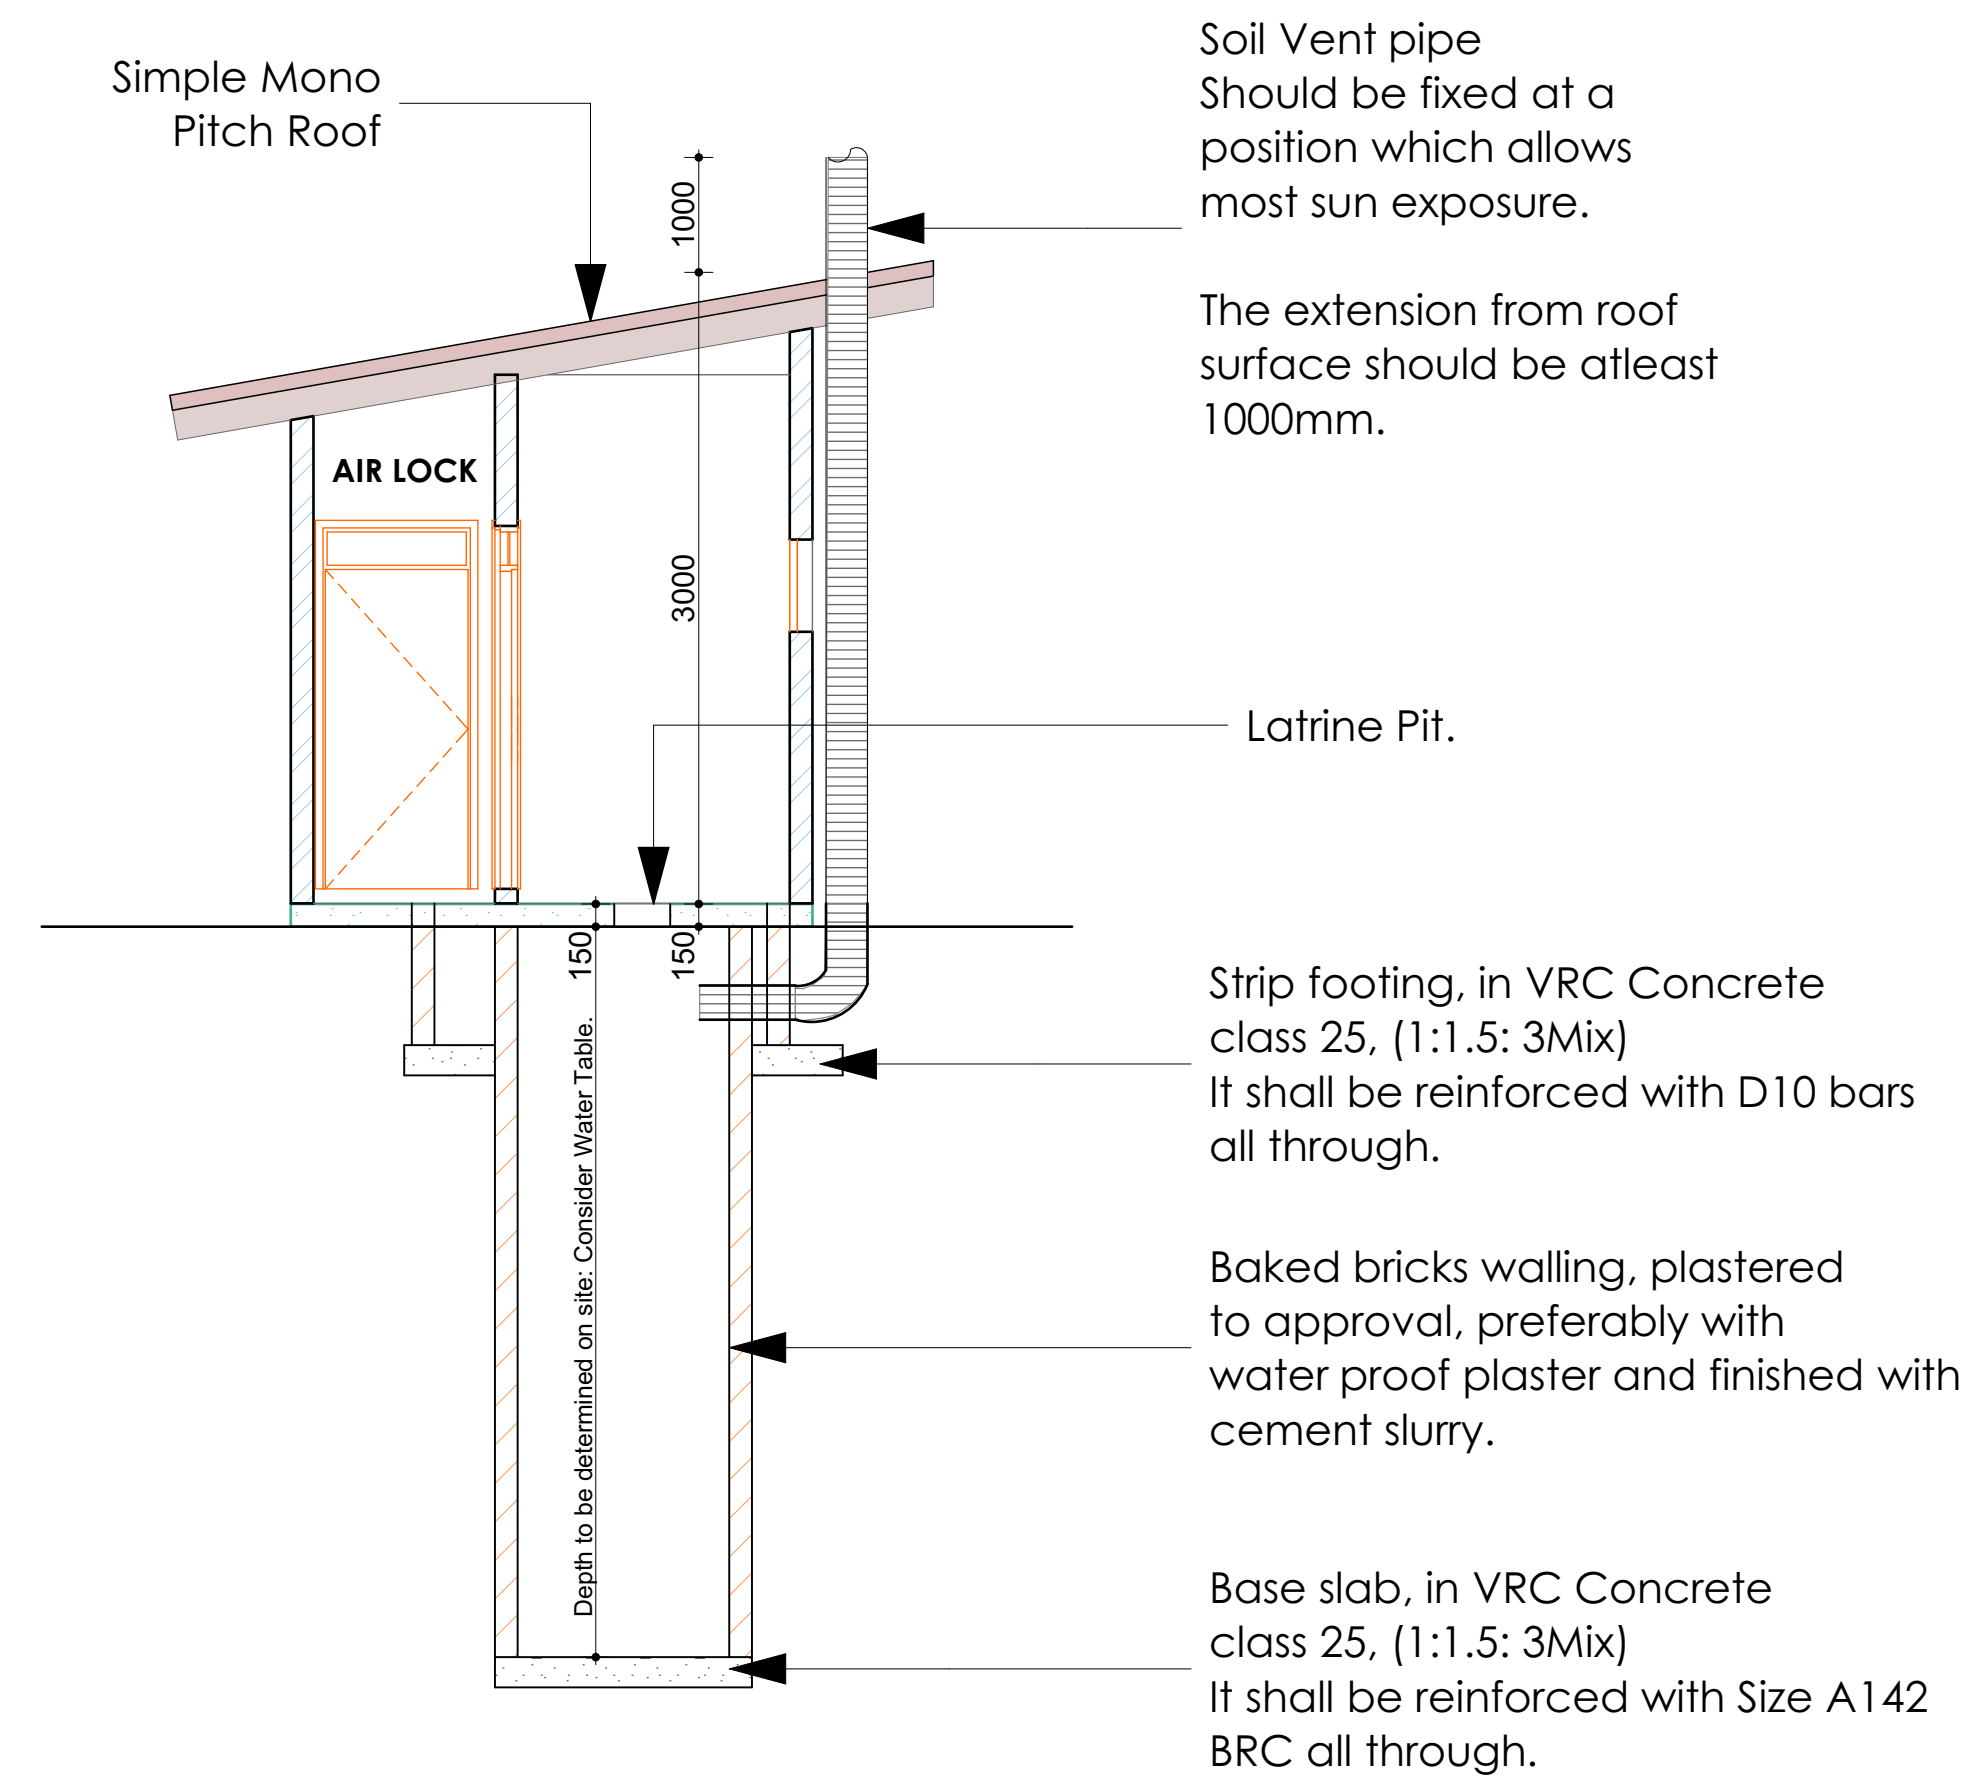 Simple Mono
Pitch Roof
Soil Vent pipe
Should be fixed at a
position which allows
most sun exposure.
The extension from roof
surface should be atleast
1000mm.
1000
AIR LOCK
3000
Latrine Pit.
150
150
Depth to be determined on site: Consider Water Table.
Strip footing, in VRC Concrete
class 25, (1:1.5: 3Mix)
It shall be reinforced with D10 bars
all through.
Baked bricks walling, plastered
to approval, preferably with
water proof plaster and finished with
cement slurry.
Base slab, in VRC Concrete
class 25, (1:1.5: 3Mix)
It shall be reinforced with Size A142
BRC all through.